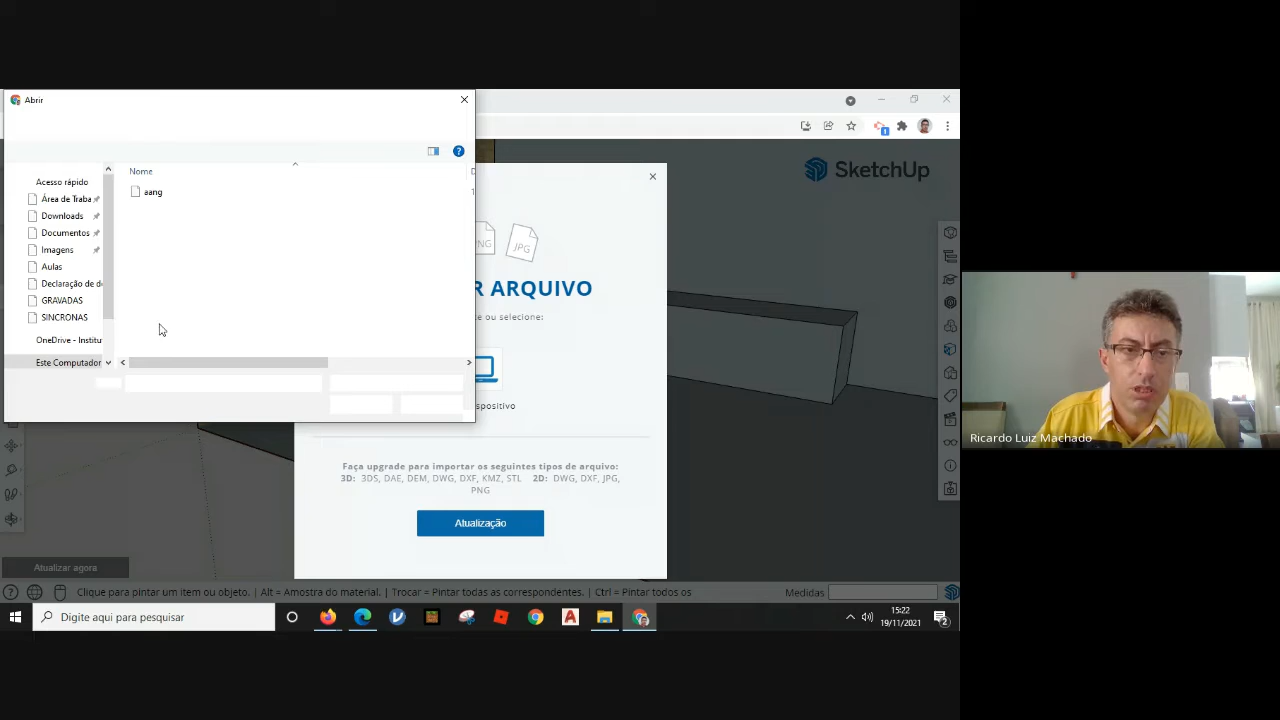 Abrir
Nome
Acesso rápido
aang
Área de Traba
Downloads
Documentos
Imagens
Aulas
Declaração de d
GRAVADAS
SINCRONAS
OneDrive - Institu
Este Computador
SketchUp
NG
JPG
R ARQUIVO
te ou selecione:
spositivo
Faça upgrade para importar os seguintes tipos de arquivo:
3D: 3DS, DAE, DEM, DWG, DXF, KMZ, STL 2D: DWG, DXF, JPG,
PNG
Atualização
Atualizar agora
Clique para pintar um item ou objeto. | Alt = Amostra do material. | Trocar = Pintar todas as correspondentes. | Ctrl = Pintar todos os
Medidas
Digite aqui para pesquisar
15:22
19/11/2021
2
Ricardo Luiz Machado